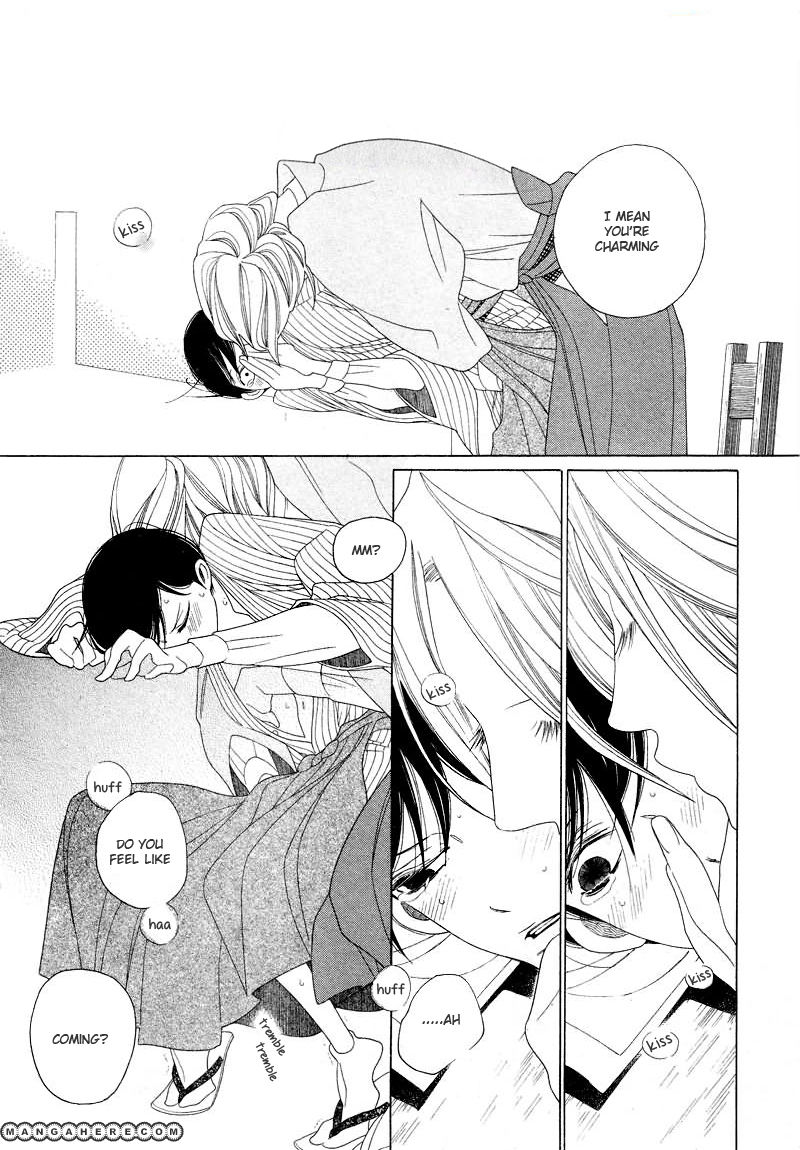 I MEAN
YOU'RE
CHARMING
kiss
kiss
kiss
kiss
.....AH
MM?
huff
DO YOU
FEEL LIKE
haa
huff
COMING?
tremble
tremble
MANGAHERE.COM